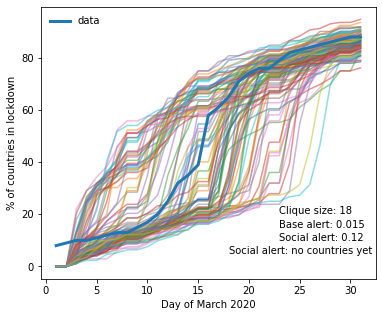 data
80
60
40
20
0
% of countries in lockdown
Clique size: 18
Base alert: 0.015
Social alert: 0.12
Social alert: no countries yet
0 5 10 15 20 25 30
Day of March 2020